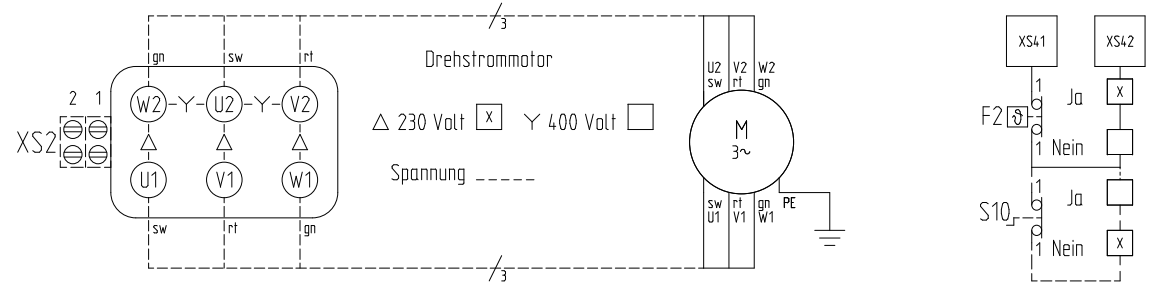 3
gn sw rt
U2 V2 W2
sw rt gn
XS41 XS42
Drehstrommotor
2 1
W2 U2 V2
1 Ja X
△ 230 Volt X Y 400 Volt
F2 ϑ
M
3~
XS2
1 Nein
Spannung
U1 V1 W1
1 Ja
sw rt gn PE
U1 V1 W1
sw rt gn
S10
1 Nein X
3